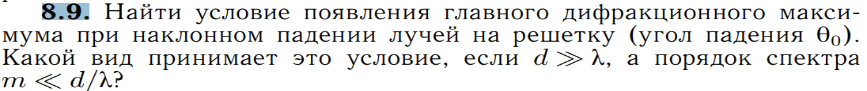 8.9. Найти условие появления главного дифракционного макси-
мума при наклонном падении лучей на решетку (угол падения θ₀).
Какой вид принимает это условие, если d ≫ λ, а порядок спектра
m ≪ d/λ?